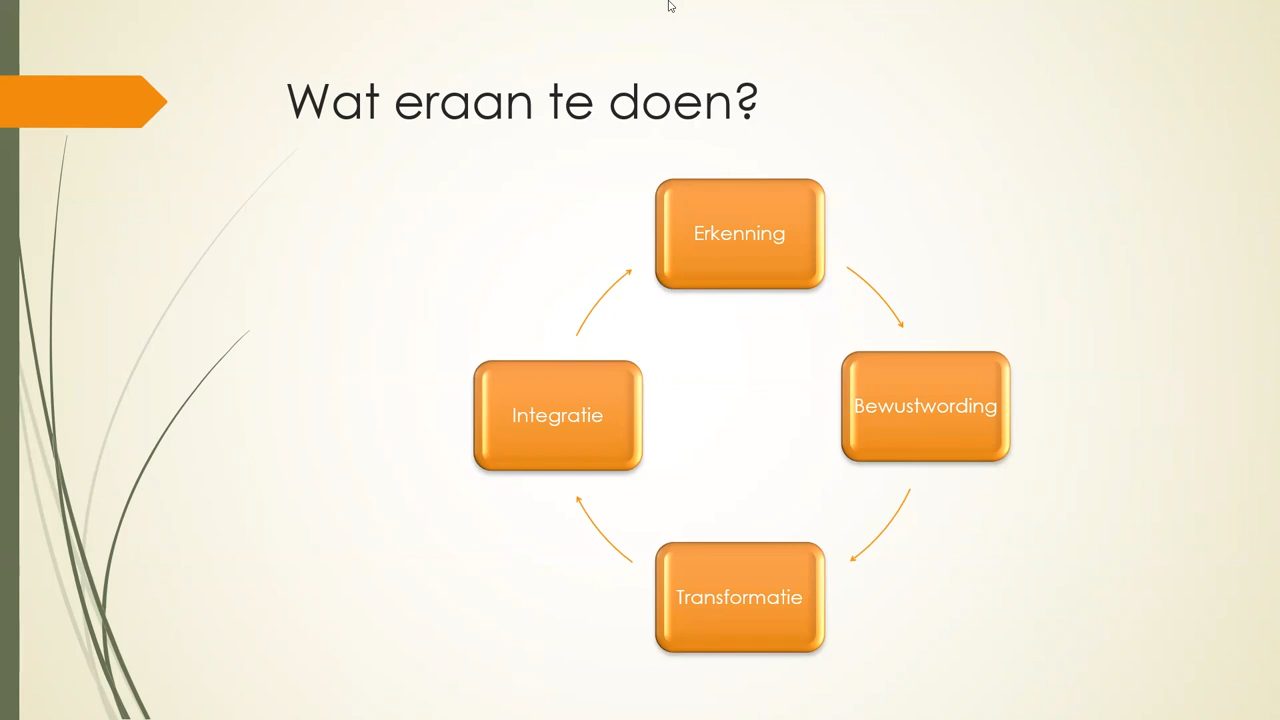 Wat eraan te doen?
Erkenning
Bewustwording
Integratie
Transformatie